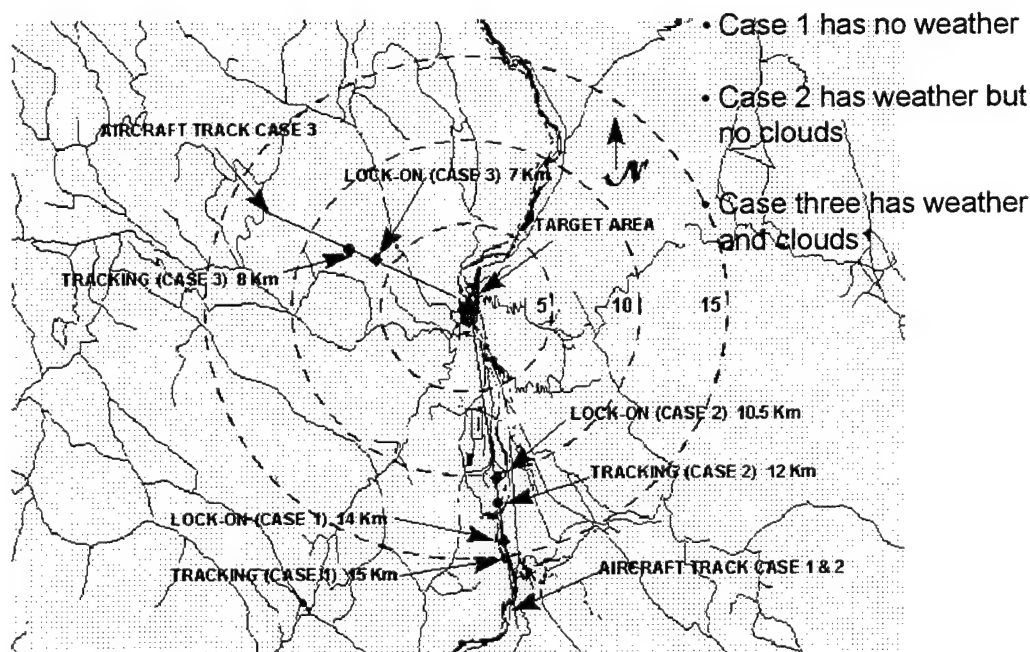 • Case 1 has no weather
• Case 2 has weather but
no clouds
• Case three has weather
and clouds
AIRCRAFT TRACK CASE 3
LOCK-ON (CASE 3) 7 Km
N
TARGET AREA
TRACKING (CASE 3) 8 Km
5 10 15
LOCK-ON (CASE 2) 10.5 Km
TRACKING (CASE 2) 12 Km
LOCK-ON (CASE 1) 14 Km
TRACKING (CASE 1) 15 Km
AIRCRAFT TRACK CASE 1 & 2